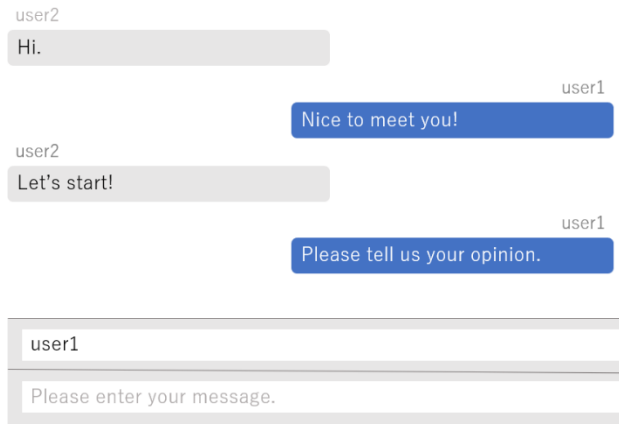 user2
Hi.
user1
Nice to meet you!
user2
Let's start!
user1
Please tell us your opinion.
user1
Please enter your message.